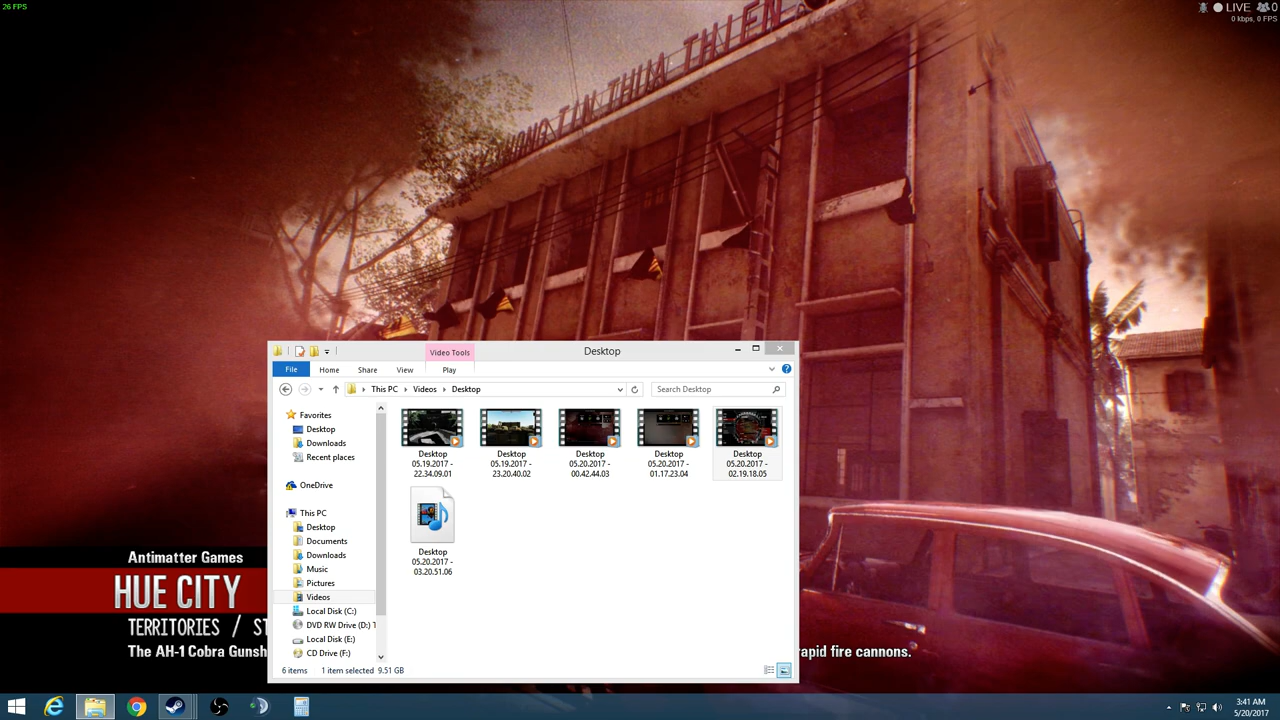 26 FPS
LIVE 0
0 kbps, 0 FPS
TIN THUA THIEN
Video Tools
Desktop
File
Home
Share
View
Play
This PC
Videos
Desktop
Search Desktop
Favorites
Desktop
Downloads
Recent places
OneDrive
This PC
Desktop
Documents
Downloads
Music
Pictures
Videos
Local Disk (C:)
DVD RW Drive (D:) 1
Local Disk (E:)
CD Drive (F:)
Desktop
05.19.2017 -
22.34.09.01
Desktop
05.19.2017 -
23.20.40.02
Desktop
05.20.2017 -
00.42.44.03
Desktop
05.20.2017 -
01.17.23.04
Desktop
05.20.2017 -
02.19.18.05
Desktop
05.20.2017 -
03.20.51.06
6 items
1 item selected 9.51 GB
Antimatter Games
HUE CITY
TERRITORIES / ST
The AH-1 Cobra Gunsh
rapid fire cannons.
3:41 AM
5/20/2017